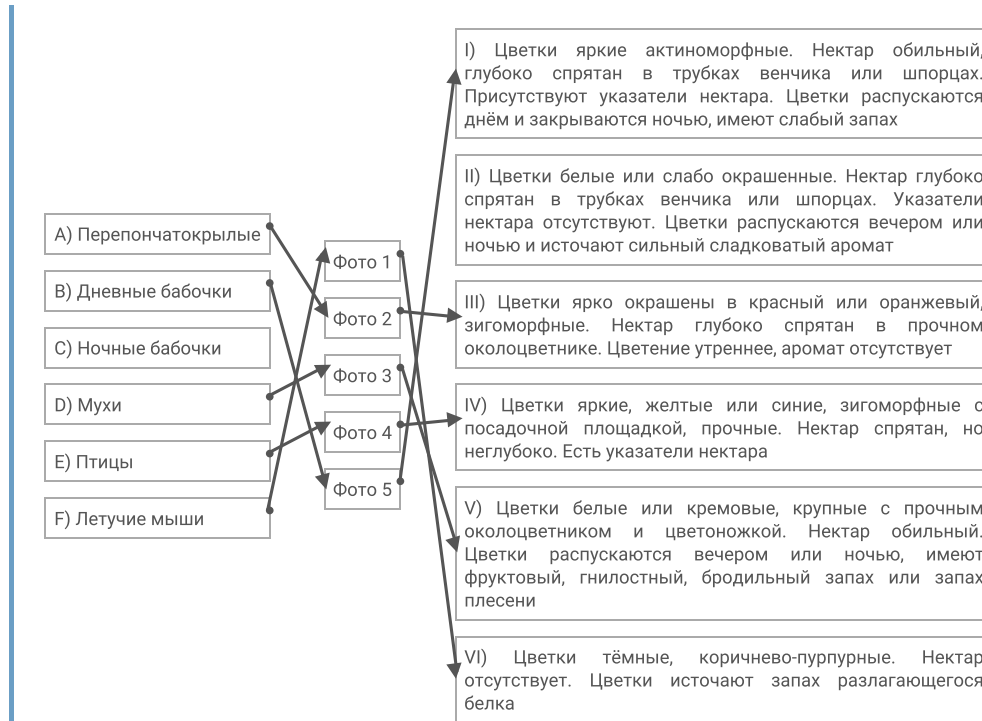 A) Перепончатокрылые
B) Дневные бабочки
C) Ночные бабочки
D) Мухи
E) Птицы
F) Летучие мыши
Фото 1
Фото 2
Фото 3
Фото 4
Фото 5
I) Цветки яркие актиноморфные. Нектар обильный,
глубоко спрятан в трубках венчика или шпорцах.
Присутствуют указатели нектара. Цветки распускаются
днём и закрываются ночью, имеют слабый запах
II) Цветки белые или слабо окрашенные. Нектар глубоко
спрятан в трубках венчика или шпорцах. Указатели
нектара отсутствуют. Цветки распускаются вечером или
ночью и источают сильный сладковатый аромат
III) Цветки ярко окрашены в красный или оранжевый,
зигоморфные. Нектар глубоко спрятан в прочном
околоцветнике. Цветение утреннее, аромат отсутствует
IV) Цветки яркие, желтые или синие, зигоморфные с
посадочной площадкой, прочные. Нектар спрятан, но
неглубоко. Есть указатели нектара
V) Цветки белые или кремовые, крупные с прочным
околоцветником и цветоножкой. Нектар обильный.
Цветки распускаются вечером или ночью, имеют
фруктовый, гнилостный, бродильный запах или запах
плесени
VI) Цветки тёмные, коричнево-пурпурные. Нектар
отсутствует. Цветки источают запах разлагающегося
белка